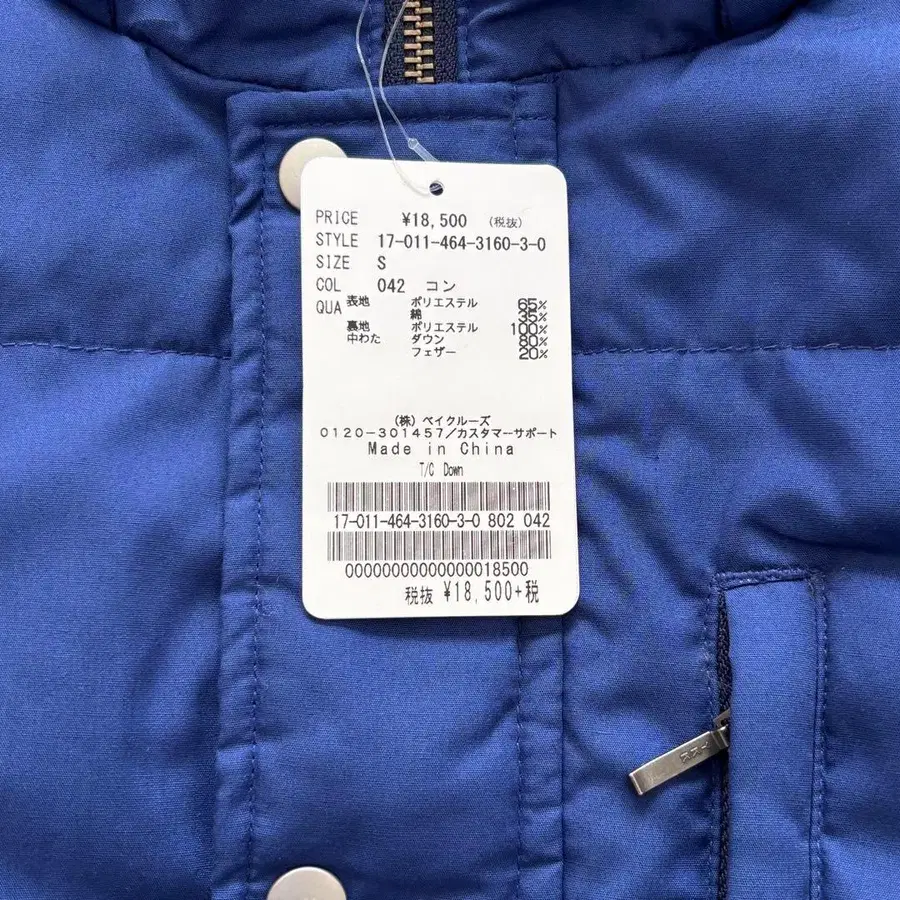 PRICE ¥18,500 (税抜)
STYLE 17-011-464-3160-3-0
SIZE S
COL 042 コン
QUA 表地 ポリエステル 65%
綿 35%
裏地 ポリエステル 100%
中わた ダウン 80%
フェザー 20%
(株) ベイクルーズ
0120-301457/カスタマーサポート
Made in China
T/C Down
17-011-464-3160-3-0 802 042
00000000000000018500
税抜 ¥18,500+税